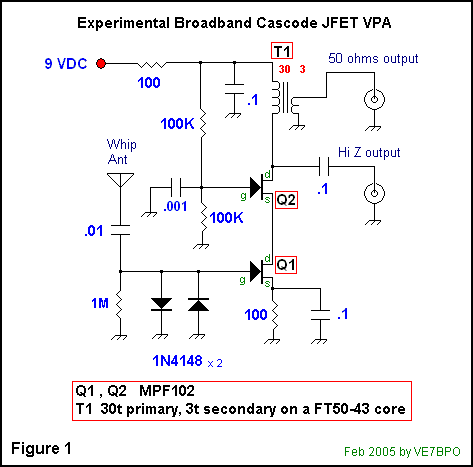 Experimental Broadband Cascode JFET VPA
9 VDC
100
T1
30 3
50 ohms output
.1
100K
Whip
Ant
Hi Z output
.1
d
g
s
Q2
.001
100K
.01
d
g
s
Q1
1M
100
.1
1N4148 x 2
Q1 , Q2 MPF102
T1 30t primary, 3t secondary on a FT50-43 core
Figure 1
Feb 2005 by VE7BPO